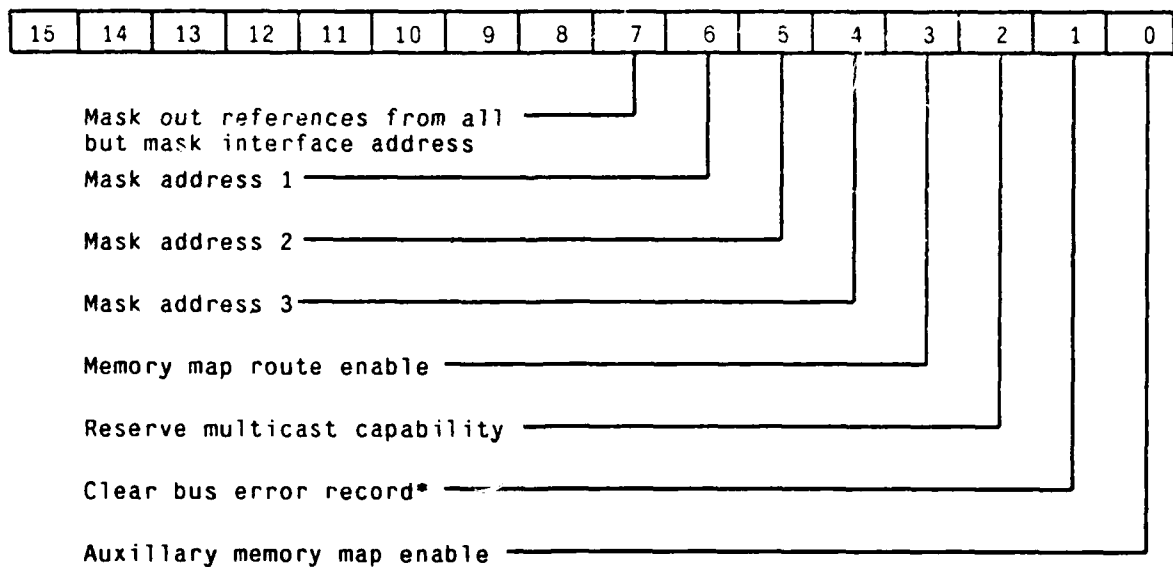 15 14 13 12 11 10 9 8 7 6 5 4 3 2 1 0
Mask out references from all
but mask interface address
Mask address 1
Mask address 2
Mask address 3
Memory map route enable
Reserve multicast capability
Clear bus error record*
Auxillary memory map enable